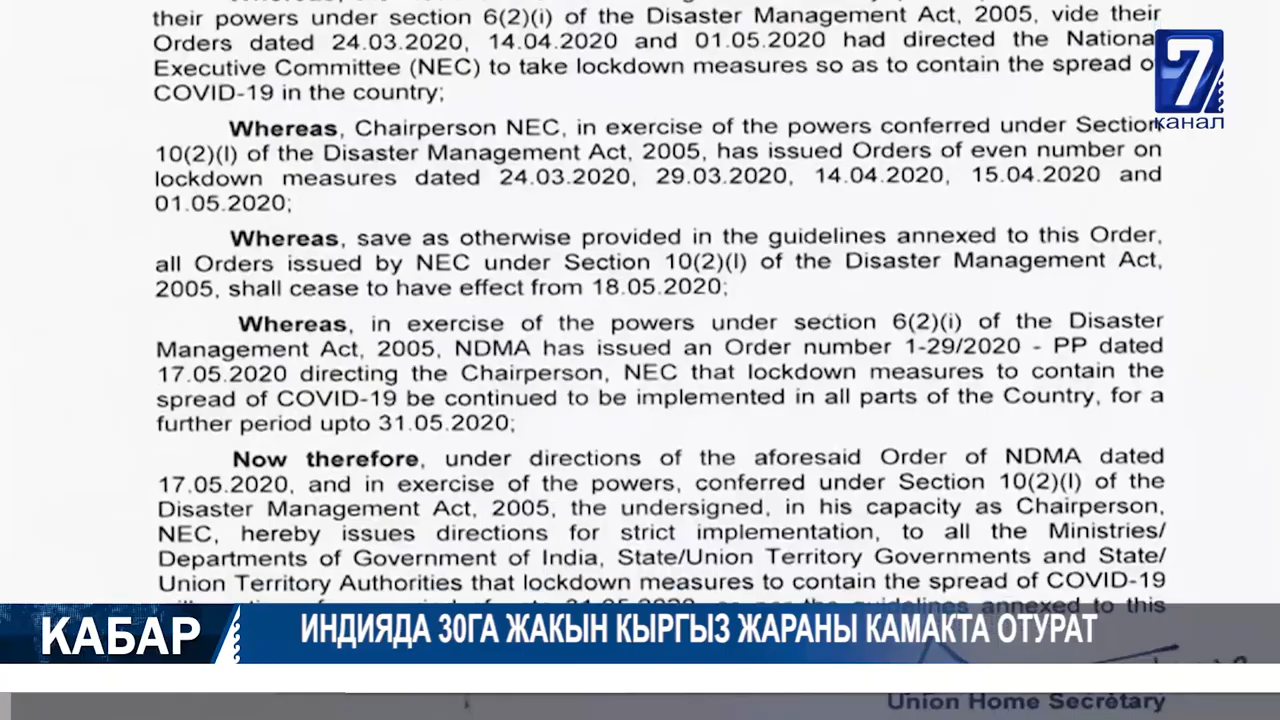 their powers under section 6(2)(i) of the Disaster Management Act, 2005, vide their
Orders dated 24.03.2020, 14.04.2020 and 01.05.2020 had directed the National
Executive Committee (NEC) to take lockdown measures so as to contain the spread of
COVID-19 in the country;
Whereas, Chairperson NEC, in exercise of the powers conferred under Section
10(2)(l) of the Disaster Management Act, 2005, has issued Orders of even number on
lockdown measures dated 24.03.2020, 29.03.2020, 14.04.2020, 15.04.2020 and
01.05.2020;
Whereas, save as otherwise provided in the guidelines annexed to this Order,
all Orders issued by NEC under Section 10(2)(l) of the Disaster Management Act,
2005, shall cease to have effect from 18.05.2020;
Whereas, in exercise of the powers under section 6(2)(i) of the Disaster
Management Act, 2005, NDMA has issued an Order number 1-29/2020 - PP dated
17.05.2020 directing the Chairperson, NEC that lockdown measures to contain the
spread of COVID-19 be continued to be implemented in all parts of the Country, for a
further period upto 31.05.2020;
Now therefore, under directions of the aforesaid Order of NDMA dated
17.05.2020, and in exercise of the powers, conferred under Section 10(2)(l) of the
Disaster Management Act, 2005, the undersigned, in his capacity as Chairperson,
NEC, hereby issues directions for strict implementation, to all the Ministries/
Departments of Government of India, State/Union Territory Governments and State/
Union Territory Authorities that lockdown measures to contain the spread of COVID-19
annexed to this
7
канал
КАБАР
ИНДИЯДА 30ГА ЖАКЫН КЫРГЫЗ ЖАРАНЫ КАМАКТА ОТУРАТ
Union Home Secretary